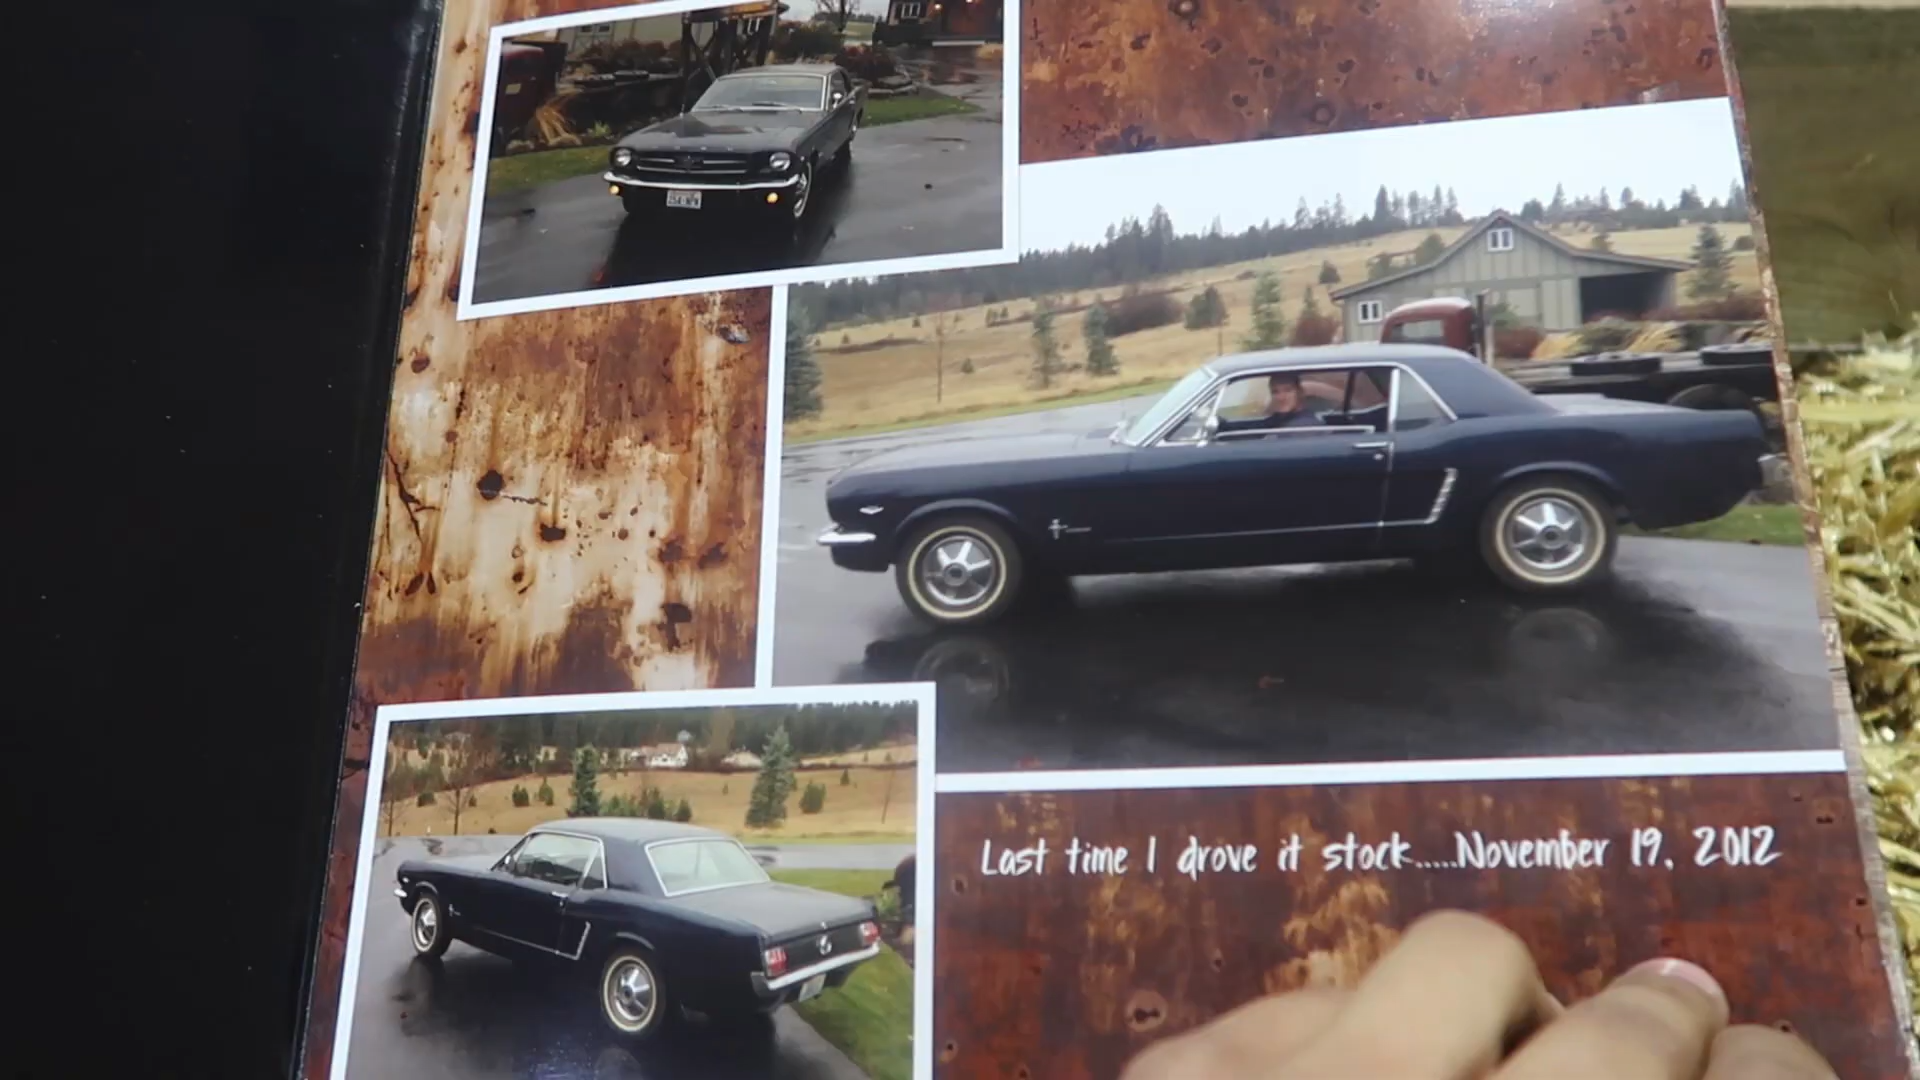 Last time I drove it stock.....November 19, 2012